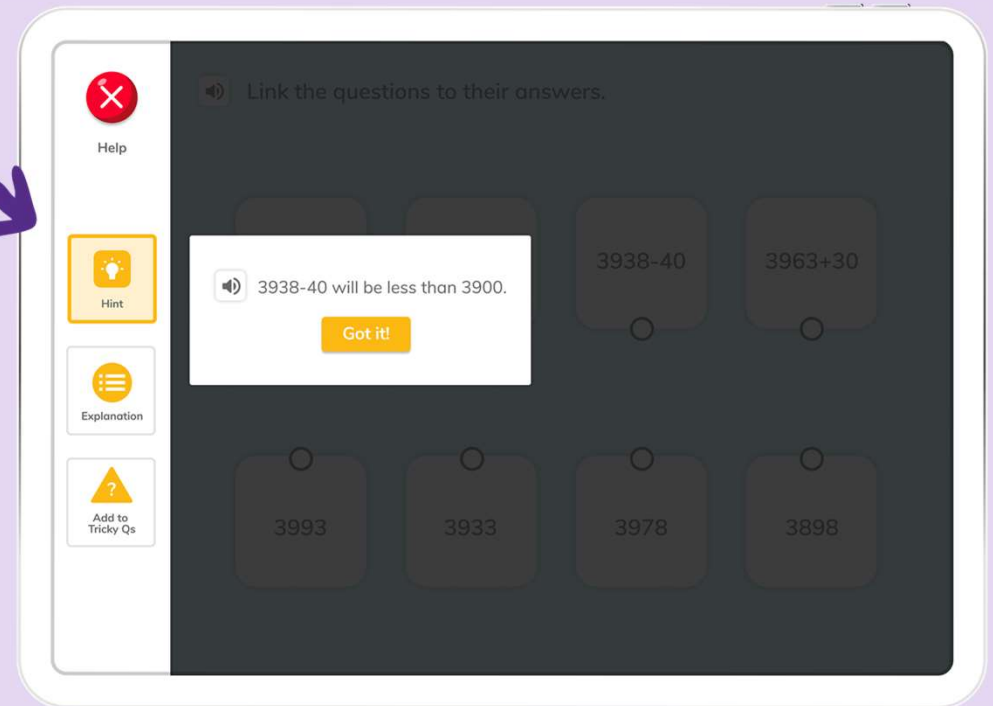 Help
Link the questions to their answers.
Hint
3938-40 will be less than 3900.
Got it!
3938-40
3963+30
Explanation
?
Add to
Tricky Qs
3993
3933
3978
3898